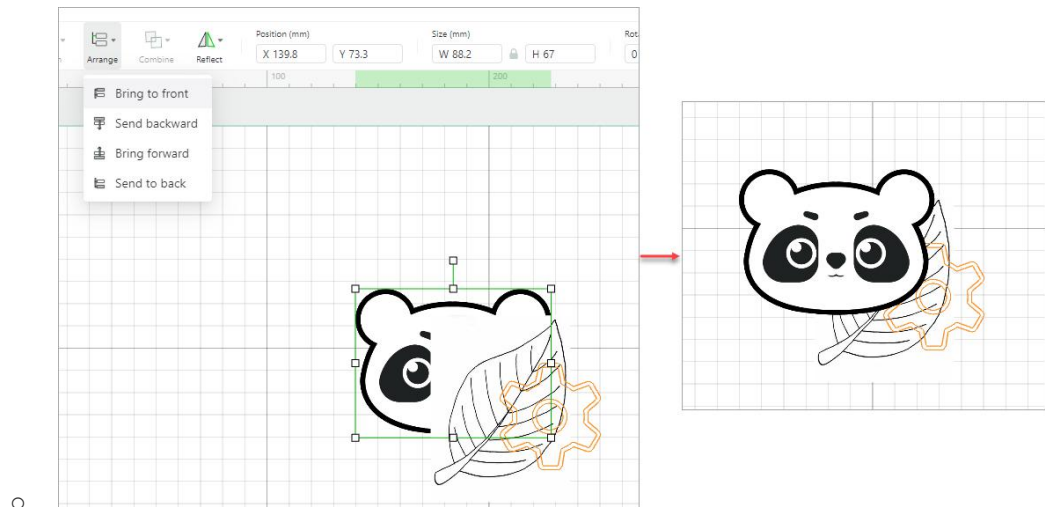 Position (mm)
Size (mm)
X 139.8
Y 73.3
W 88.2
H 67
0
Arrange
Combine
Reflect
100
200
Bring to front
Send backward
Bring forward
Send to back